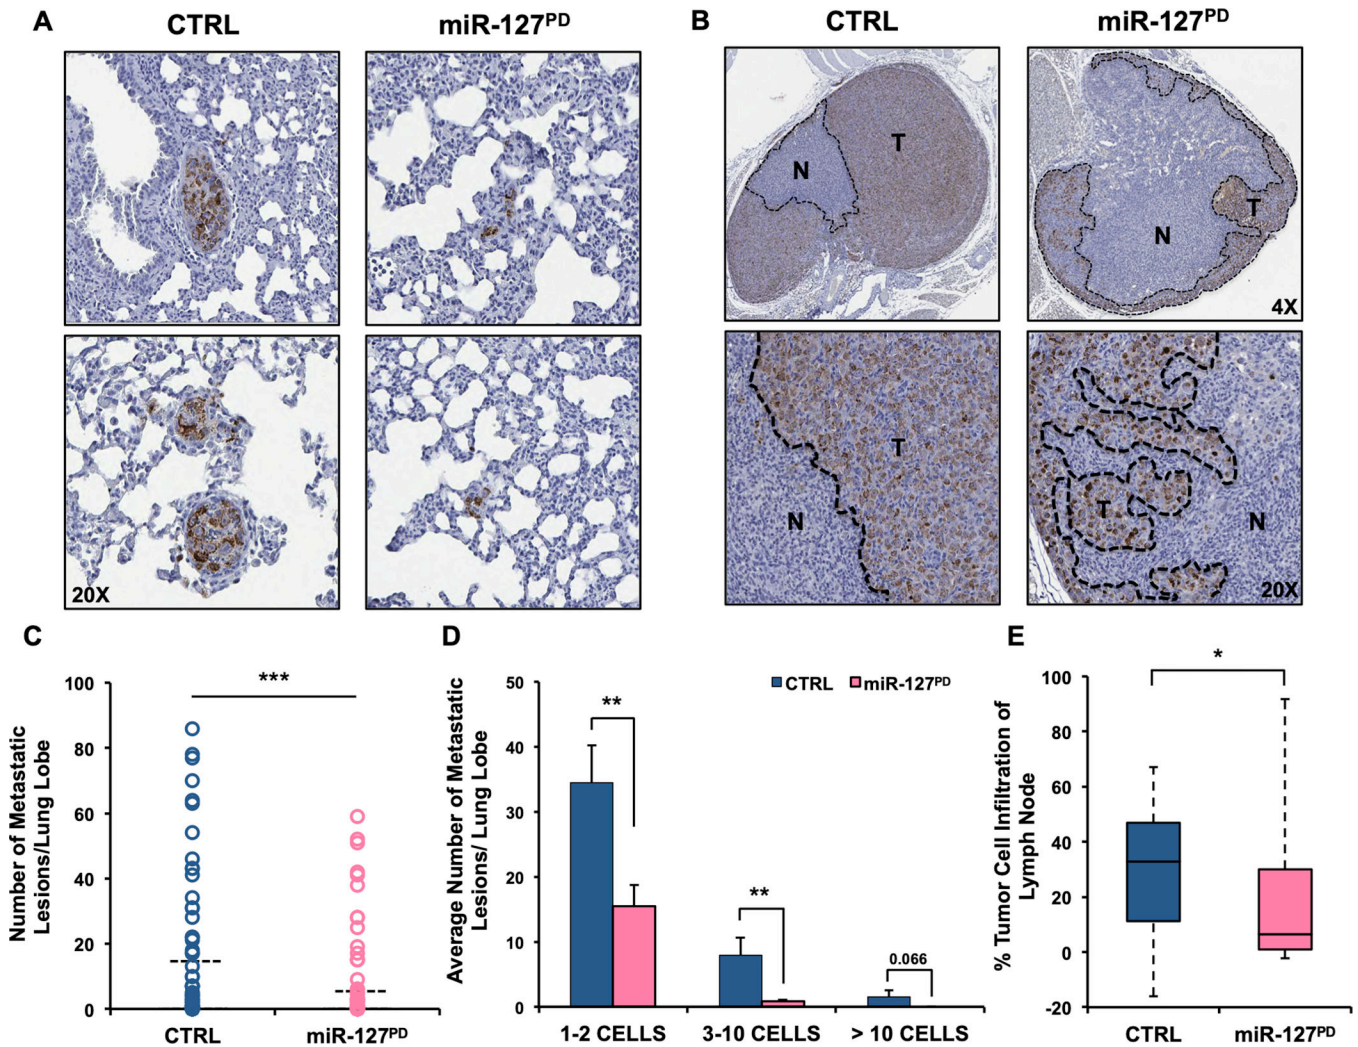 A
CTRL
miR-127PD
20X
B
CTRL
miR-127PD
N
T
N
T
4X
N
T
T
N
20X
C
Number of Metastatic
Lesions/Lung Lobe
100
80
60
40
20
0
***
CTRL
miR-127PD
D
Average Number of Metastatic
Lesions/ Lung Lobe
50
40
30
20
10
0
CTRL
miR-127PD
**
**
0.066
1-2 CELLS
3-10 CELLS
> 10 CELLS
E
% Tumor Cell Infiltration of
Lymph Node
100
80
60
40
20
0
-20
*
CTRL
miR-127PD